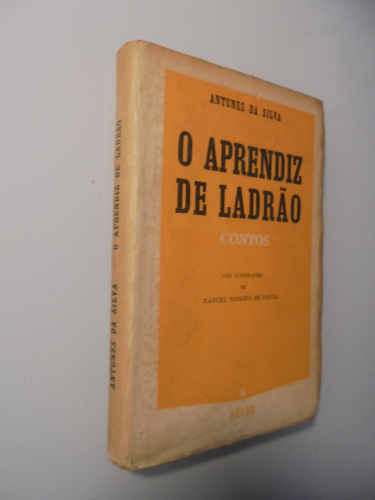 ANTUNES DA SILVA
O APRENDIZ
DE LADRÃO
CONTOS
COM ILUSTRAÇÕES
DE
MANUEL RIBEIRO DE PAVIA
ANTUNES DA SILVA O APRENDIZ DE LADRÃO